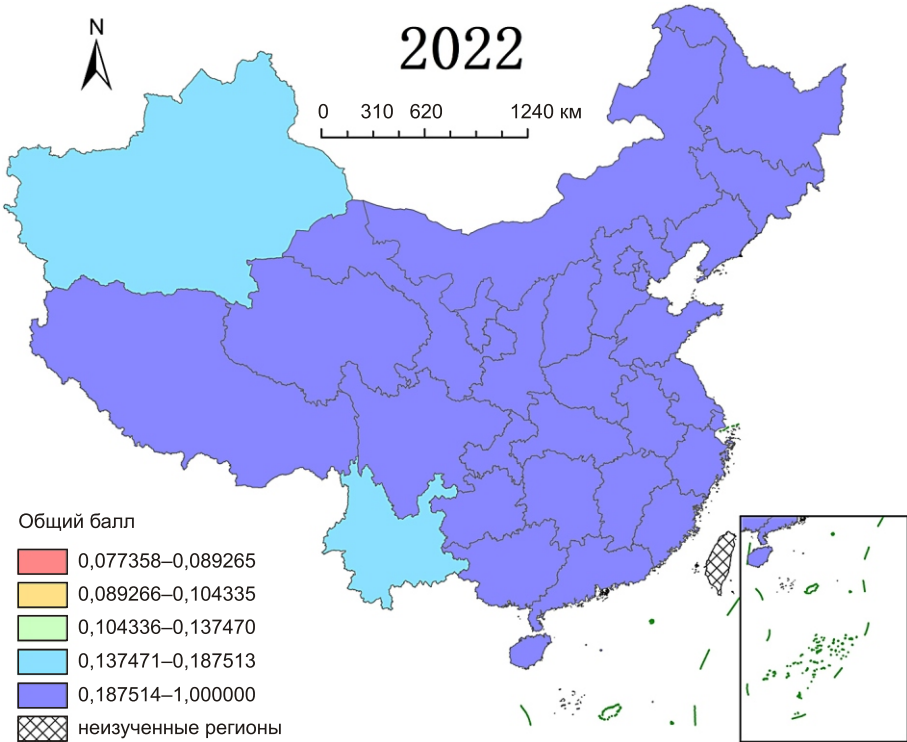 2022
N
0 310 620 1240 км
Общий балл
0,077358–0,089265
0,089266–0,104335
0,104336–0,137470
0,137471–0,187513
0,187514–1,000000
неизученные регионы